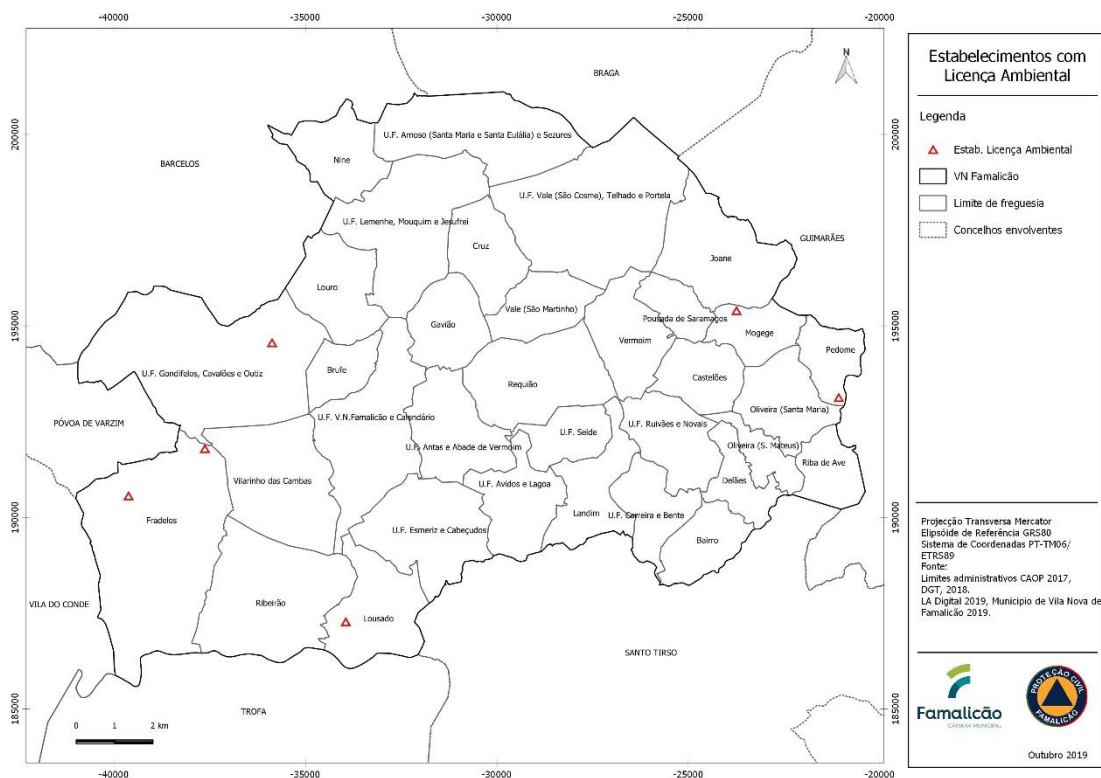 -40000
-35000
-30000
-25000
-20000
BRAGA
N
200000
200000
U.F. Arnoso (Santa Maria e Santa Eulália) e Sezures
Nine
BARCELOS
U.F. Vale (São Cosme), Telhado e Portela
U.F. Lemenhe, Mouquim e Jesufrei
GUIMARÃES
Cruz
Joane
Louro
Vale (São Martinho)
Pousada de Saramagos
195000
195000
Gavião
Mogege
Vermoim
Pedome
U.F. Gondifelos, Cavalões e Outiz
Brufe
Requião
Castelões
U.F. V.N.Famalicão e Calendário
Oliveira (Santa Maria)
PÓVOA DE VARZIM
U.F. Ruivães e Novais
U.F. Seide
U.F. Antas e Abade de Vermoim
Oliveira (S. Mateus)
Riba de Ave
Vilarinho das Cambas
U.F. Avidos e Lagoa
Delães
190000
190000
Fradelos
U.F. Esmeriz e Cabeçudos
Landim
U.F. Carreira e Bente
Bairro
VILA DO CONDE
Ribeirão
Lousado
SANTO TIRSO
TROFA
185000
185000
0 1 2 km
-40000
-35000
-30000
-25000
-20000
Estabelecimentos com
Licença Ambiental
Legenda
Estab. Licença Ambiental
VN Famalicão
Limite de freguesia
Concelhos envolventes
Projecção Transversa Mercator
Elipsóide de Referência GRS80
Sistema de Coordenadas PT-TM06/
ETRS89
Fonte:
Limites administrativos CAOP 2017,
DGT, 2018.
LA Digital 2019, Municipio de Vila Nova de
Famalicão 2019.
Famalicão
CÂMARA MUNICIPAL
PROTEÇÃO CIVIL
FAMALICÃO
Outubro 2019